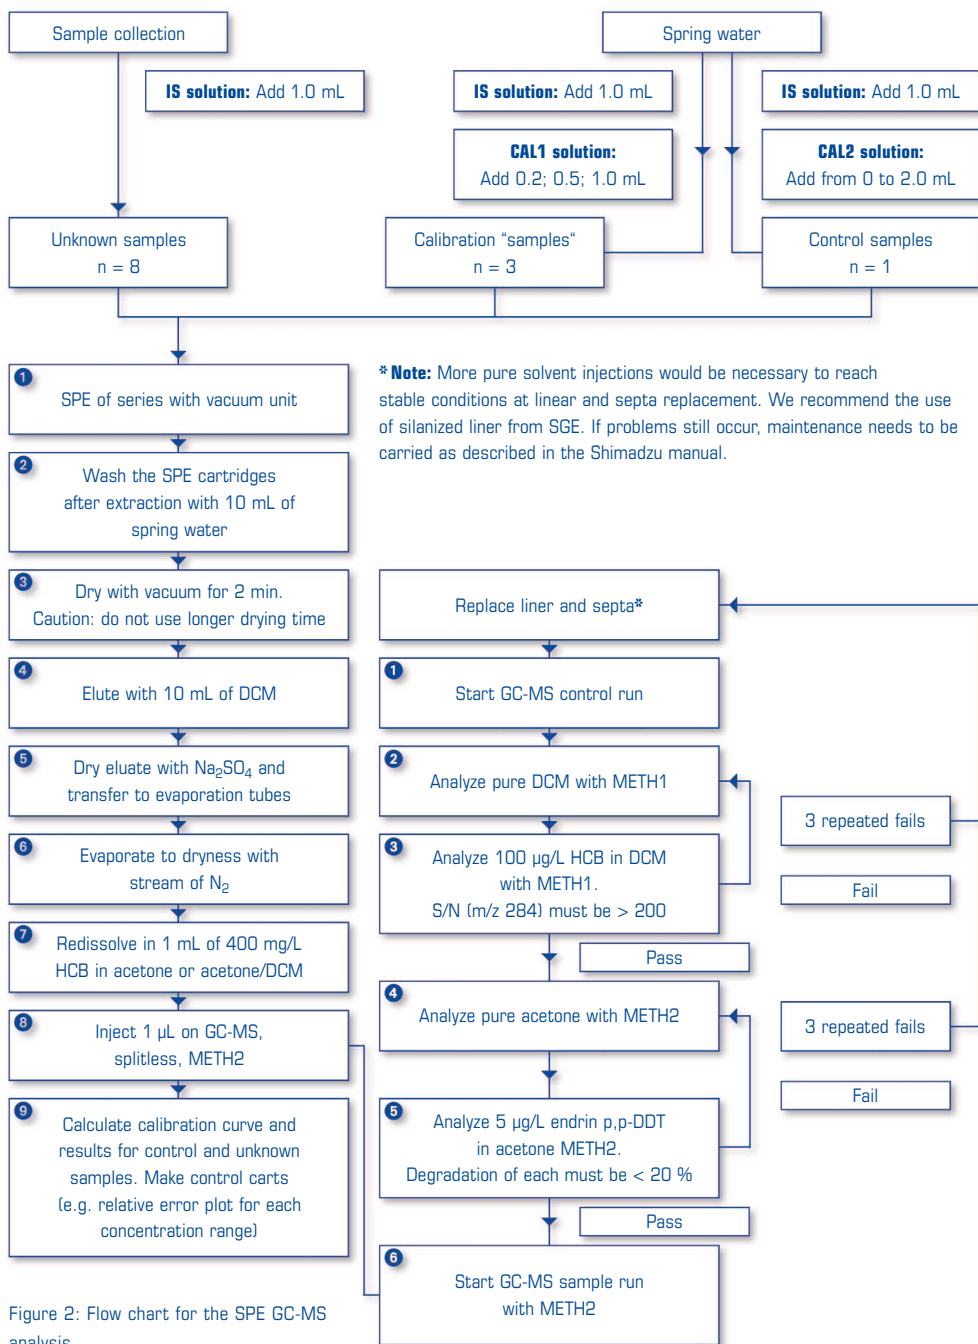 Sample collection
Spring water
IS solution: Add 1.0 mL
IS solution: Add 1.0 mL
IS solution: Add 1.0 mL
CAL1 solution:
Add 0.2; 0.5; 1.0 mL
CAL2 solution:
Add from 0 to 2.0 mL
Unknown samples
n = 8
Calibration “samples“
n = 3
Control samples
n = 1
1
SPE of series with vacuum unit
* Note: More pure solvent injections would be necessary to reach
stable conditions at linear and septa replacement. We recommend the use
of silanized liner from SGE. If problems still occur, maintenance needs to be
carried as described in the Shimadzu manual.
2
Wash the SPE cartridges
after extraction with 10 mL of
spring water
3
Dry with vacuum for 2 min.
Caution: do not use longer drying time
4
Elute with 10 mL of DCM
5
Dry eluate with Na₂SO₄ and
transfer to evaporation tubes
6
Evaporate to dryness with
stream of N₂
7
Redissolve in 1 mL of 400 mg/L
HCB in acetone or acetone/DCM
8
Inject 1 µL on GC-MS,
splitless, METH2
9
Calculate calibration curve and
results for control and unknown
samples. Make control carts
(e.g. relative error plot for each
concentration range)
Replace liner and septa*
1
Start GC-MS control run
2
Analyze pure DCM with METH1
3
Analyze 100 µg/L HCB in DCM
with METH1.
S/N (m/z 284) must be > 200
3 repeated fails
Fail
Pass
4
Analyze pure acetone with METH2
5
Analyze 5 µg/L endrin p,p-DDT
in acetone METH2.
Degradation of each must be < 20 %
3 repeated fails
Fail
Pass
6
Start GC-MS sample run
with METH2
Figure 2: Flow chart for the SPE GC-MS
analysis